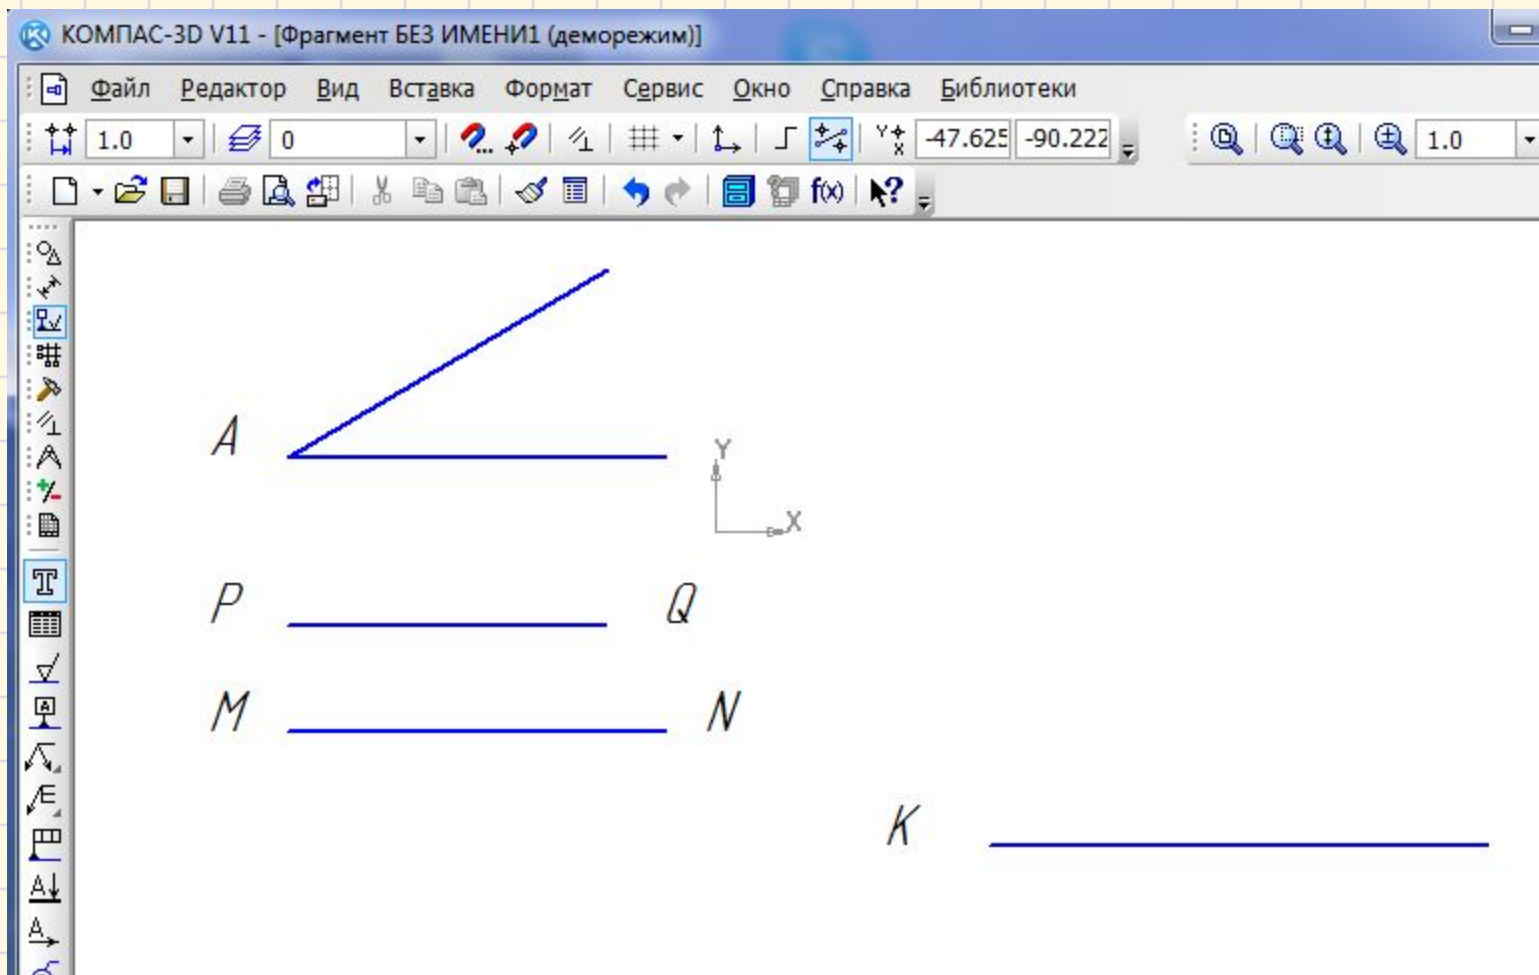 КОМПАС-3D V11 - [Фрагмент БЕЗ ИМЕНИ1 (деморежим)]
Файл Редактор Вид Вставка Формат Сервис Окно Справка Библиотеки
1.0 0 -47.625 -90.222 1.0
f(x)
A
Y
X
P Q
M N
K